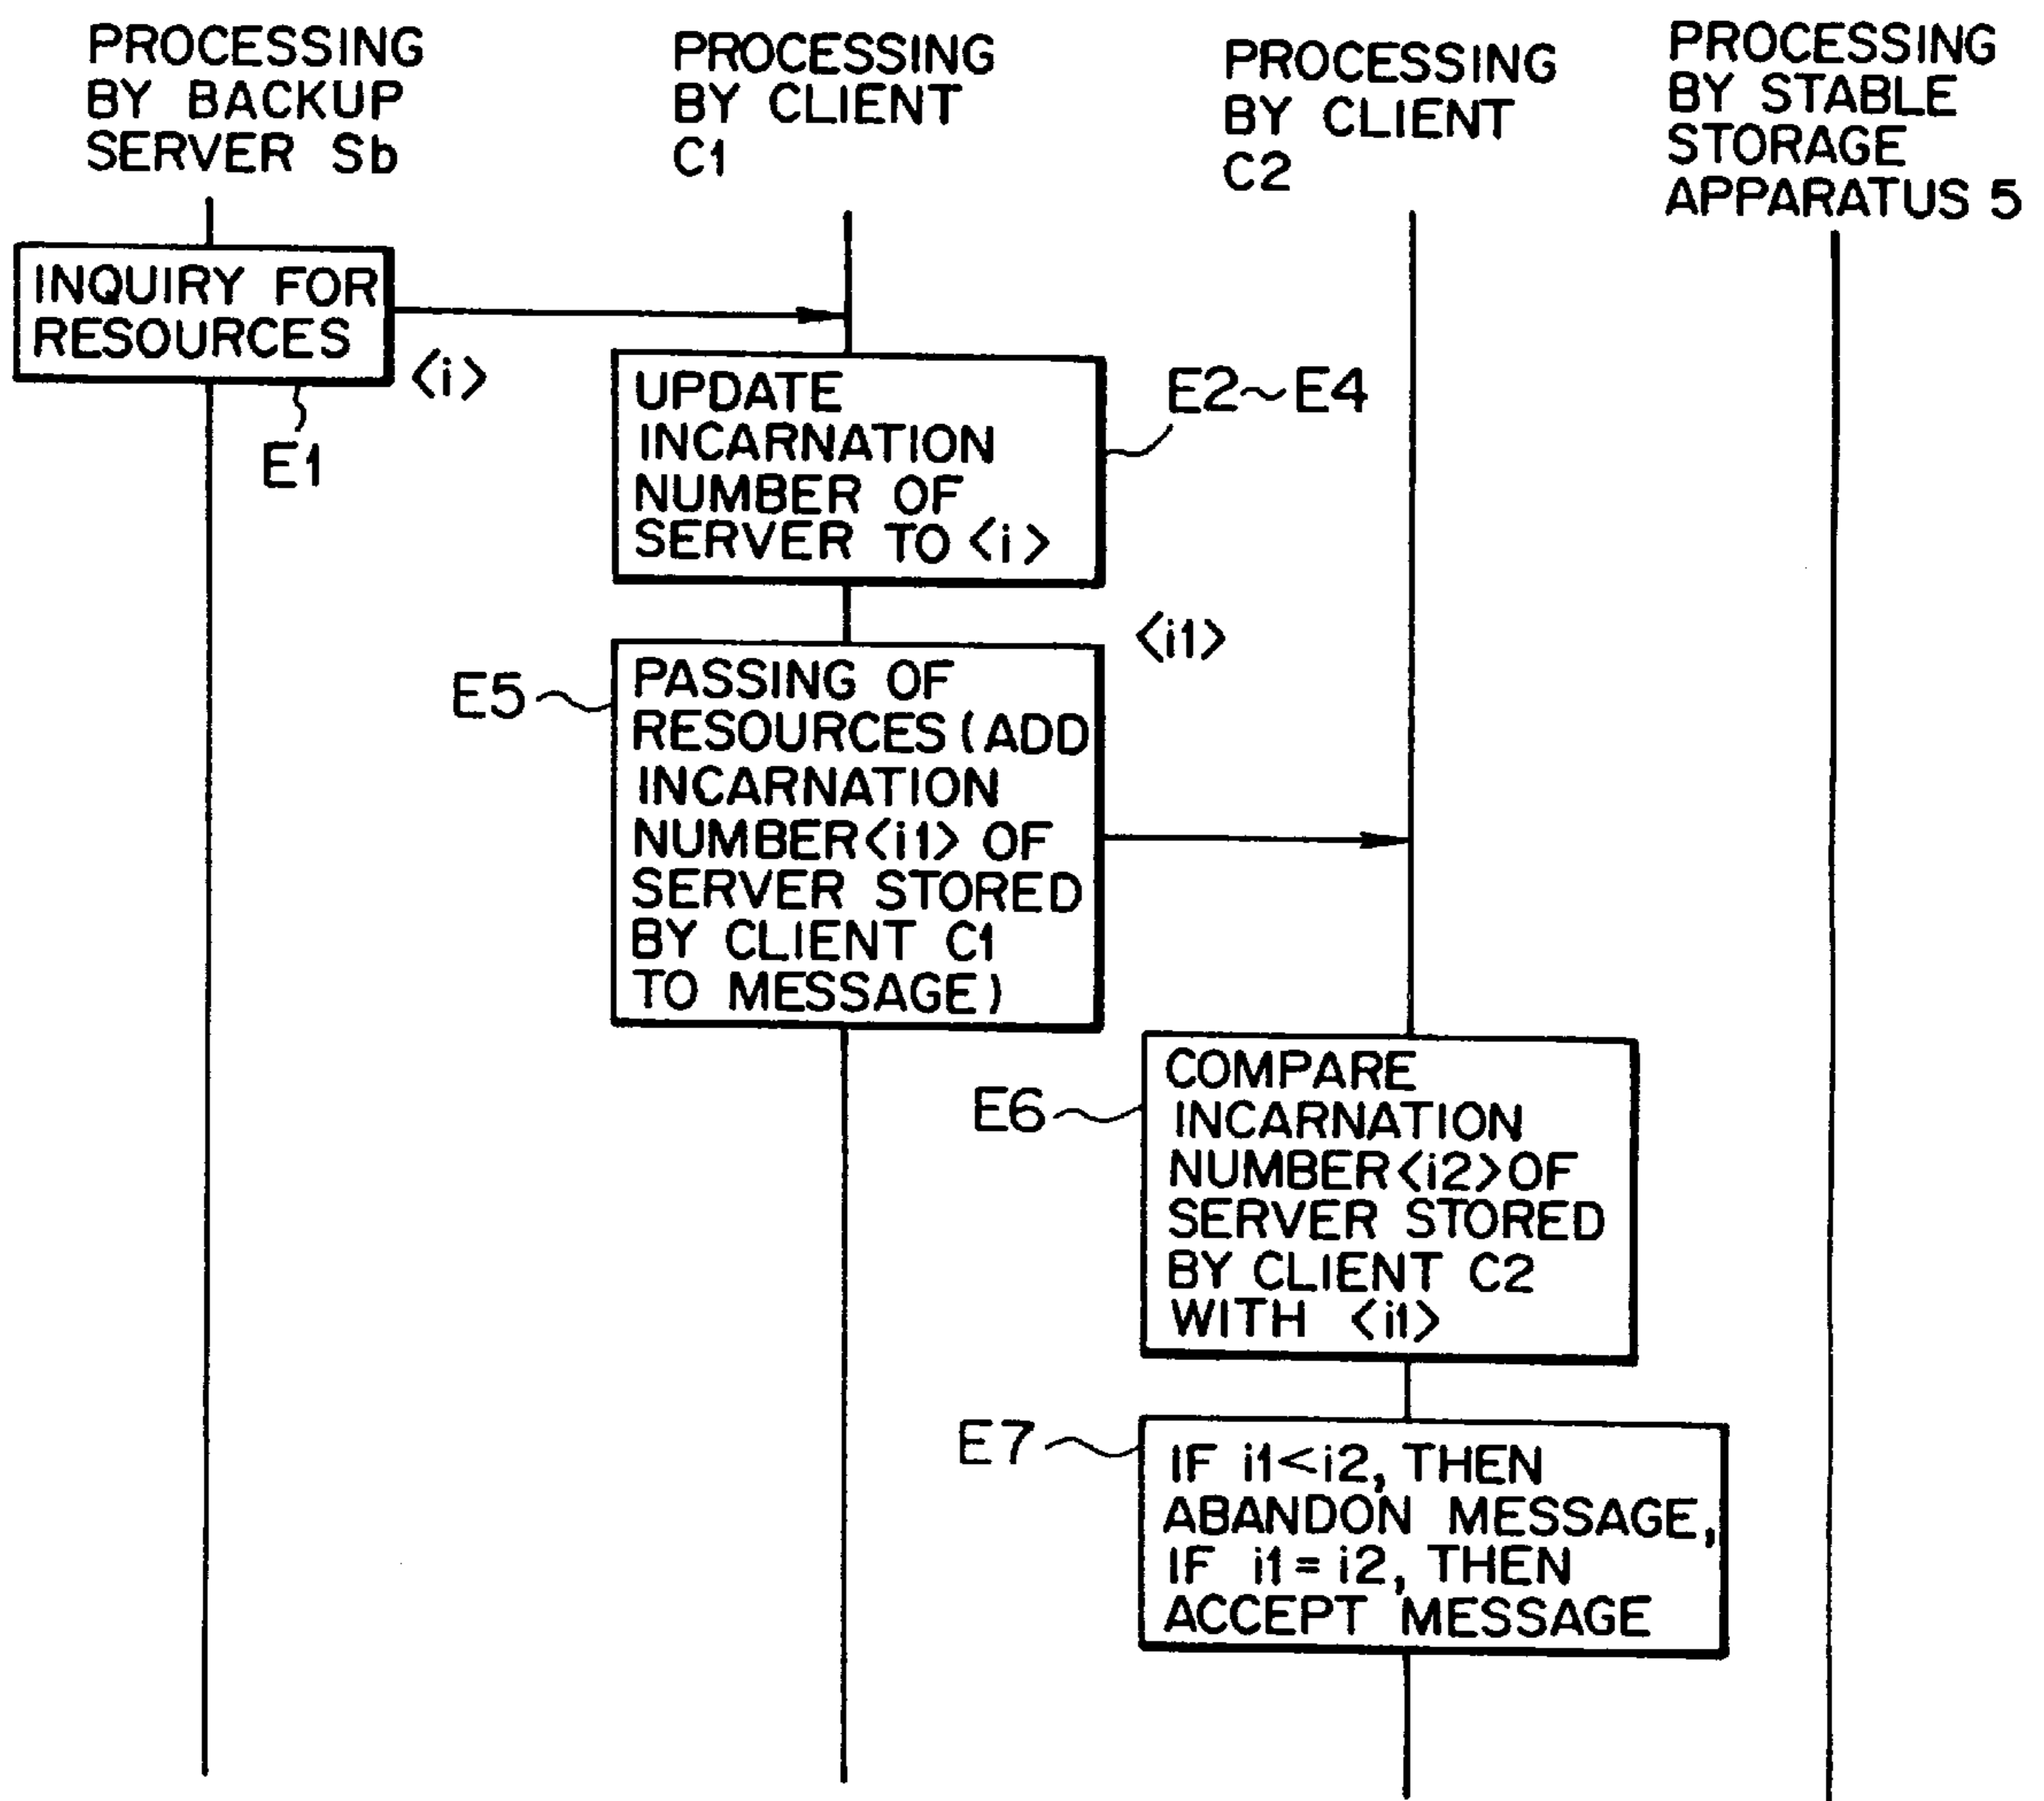 PROCESSING
BY BACKUP
SERVER Sb
PROCESSING
BY CLIENT
C1
PROCESSING
BY CLIENT
C2
PROCESSING
BY STABLE
STORAGE
APPARATUS 5
INQUIRY FOR
RESOURCES
<i>
E1
UPDATE
INCARNATION
NUMBER OF
SERVER TO <i>
E2~E4
<i1>
E5
PASSING OF
RESOURCES (ADD
INCARNATION
NUMBER<i1> OF
SERVER STORED
BY CLIENT C1
TO MESSAGE)
E6
COMPARE
INCARNATION
NUMBER<i2>OF
SERVER STORED
BY CLIENT C2
WITH <i1>
E7
IF i1<i2, THEN
ABANDON MESSAGE,
IF i1=i2, THEN
ACCEPT MESSAGE